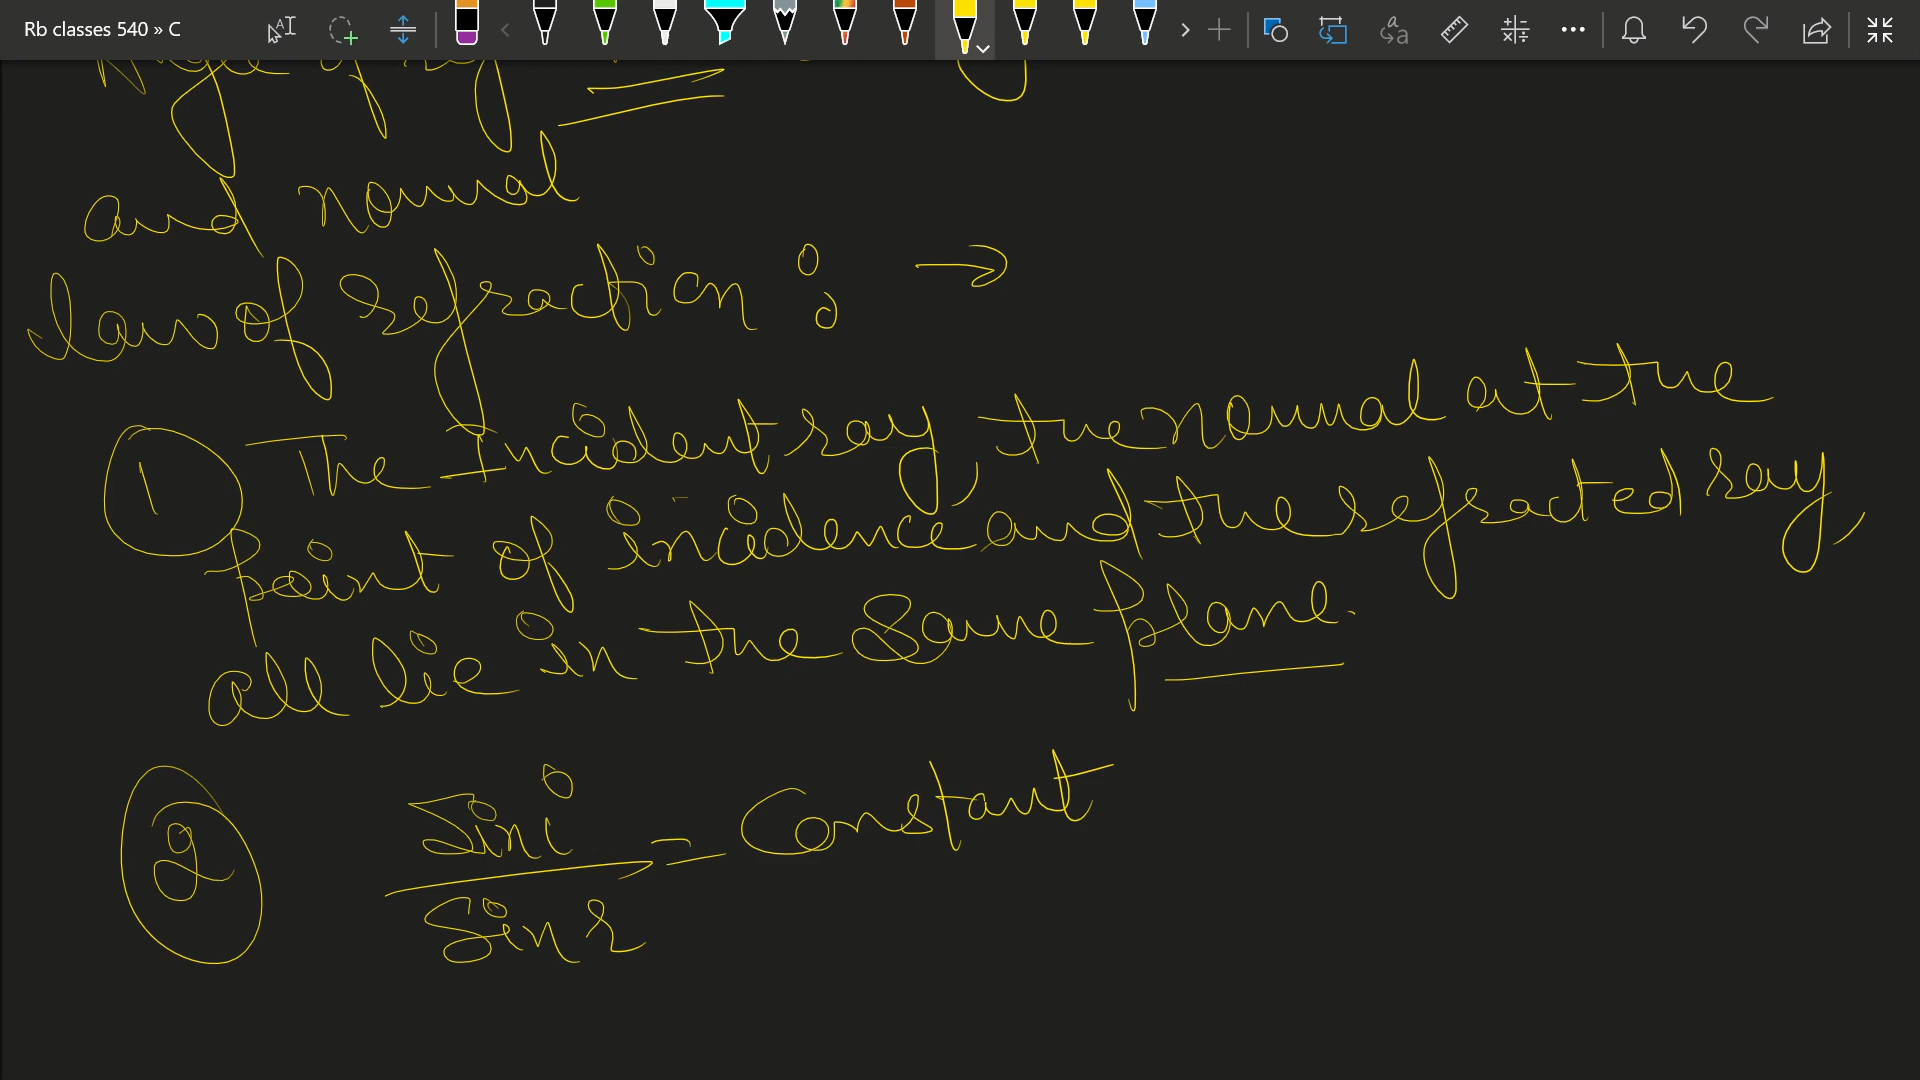 Rb classes 540 » C
and normal
law of refraction : →
① The Incident ray, the normal at the
point of incidence and the refracted ray,
all lie in the same plane.
② Sin i / Sin r = Constant